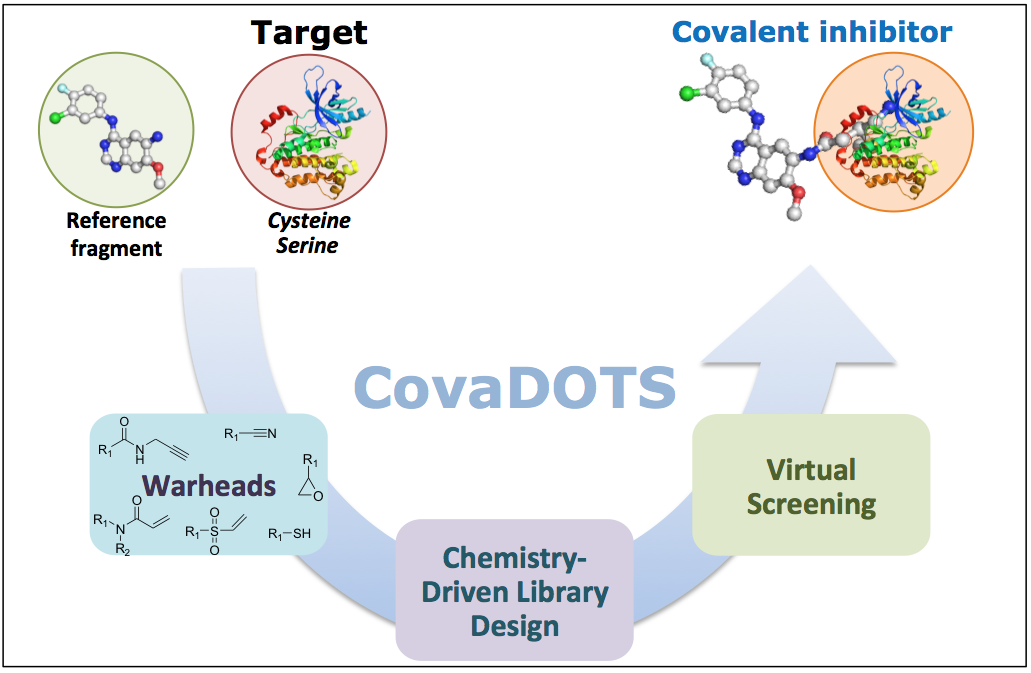 Target
Covalent inhibitor
Reference
fragment
Cysteine
Serine
CovaDOTS
O
R1
N
H
R1
N
Warheads
R1
O
O
R1
N
R2
O
R1
S
O
R1
SH
Chemistry-
Driven Library
Design
Virtual
Screening